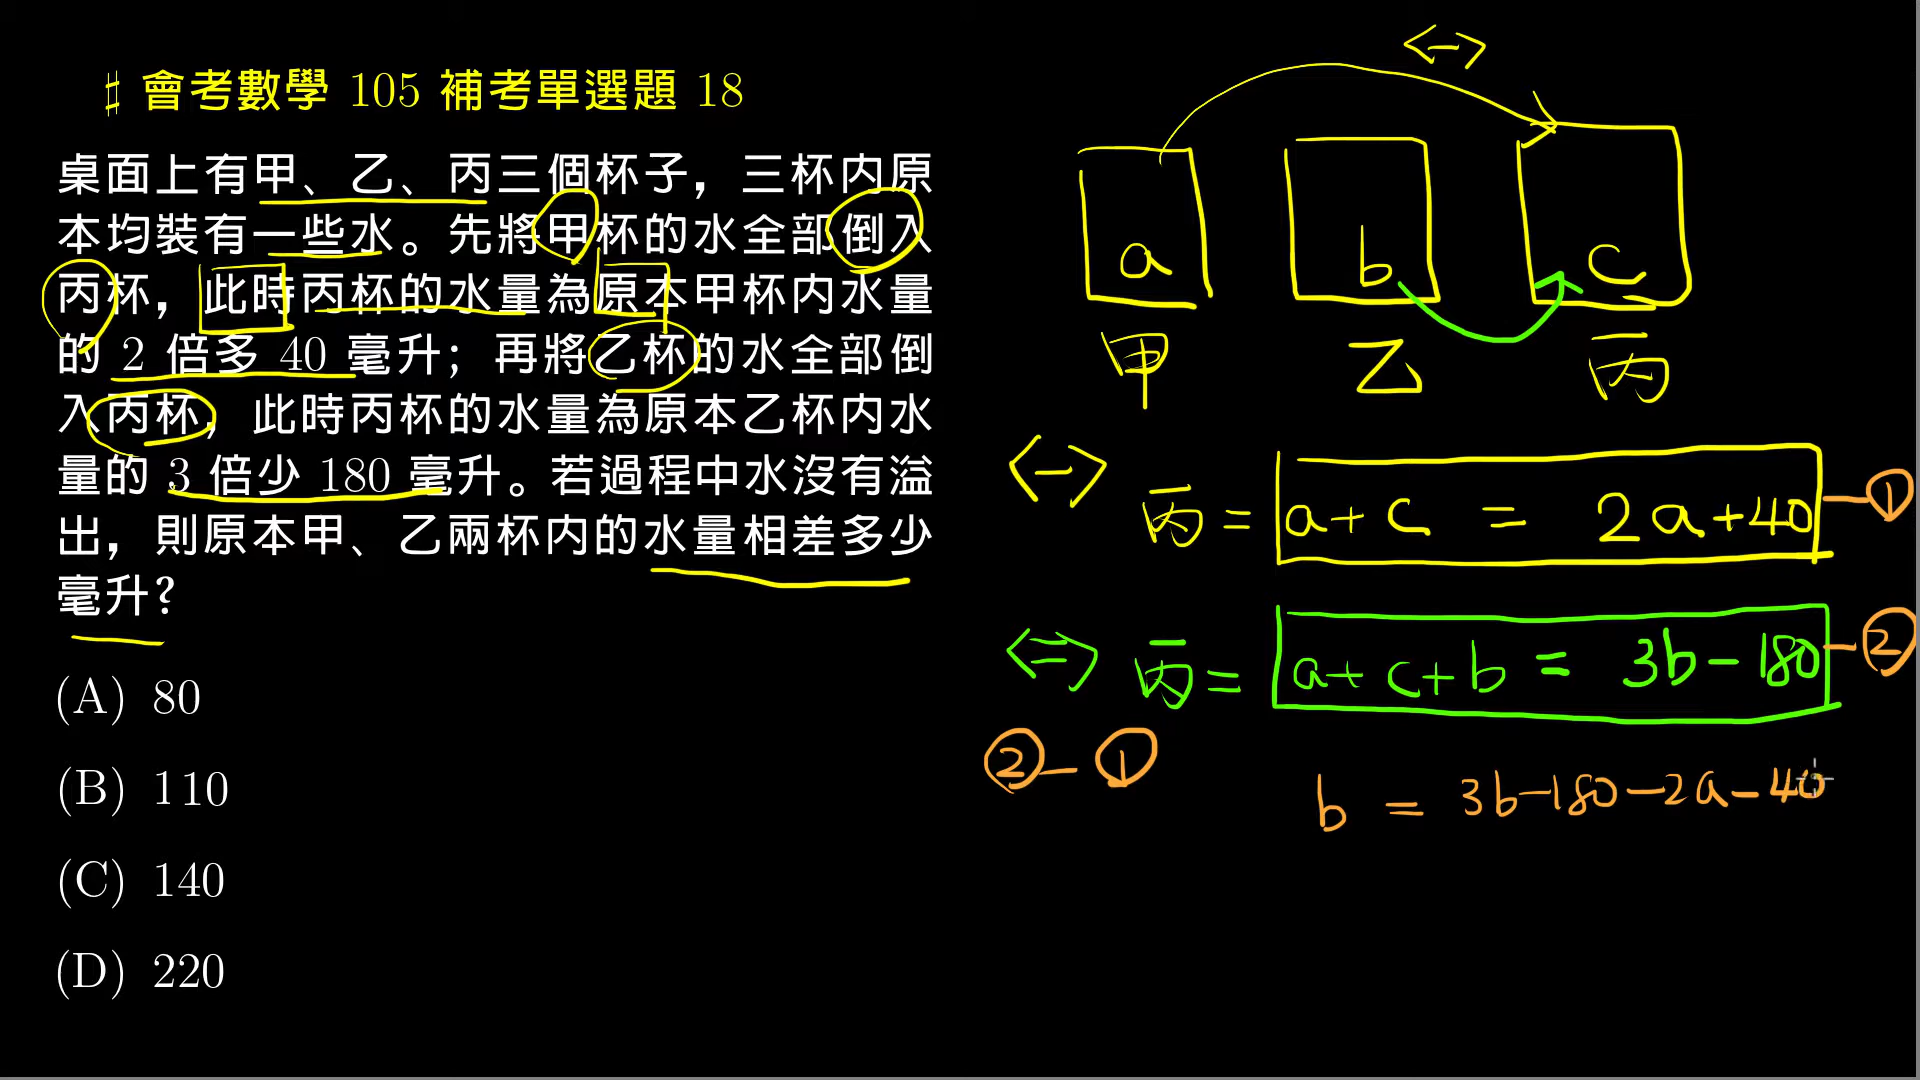 ♯ 會考數學 105 補考單選題 18
桌面上有甲、乙、丙三個杯子，三杯內原
本均裝有一些水。先將甲杯的水全部倒入
丙杯，此時丙杯的水量為原本甲杯內水量
的 2 倍多 40 毫升；再將乙杯的水全部倒
入丙杯，此時丙杯的水量為原本乙杯內水
量的 3 倍少 180 毫升。若過程中水沒有溢
出，則原本甲、乙兩杯內的水量相差多少
毫升?
(A) 80
(B) 110
(C) 140
(D) 220
<一>
a b c
甲 乙 丙
<一> 丙 = a + c = 2a + 40 — ①
<二> 丙 = a + c + b = 3b - 180 — ②
② - ①
b = 3b - 180 - 2a - 40